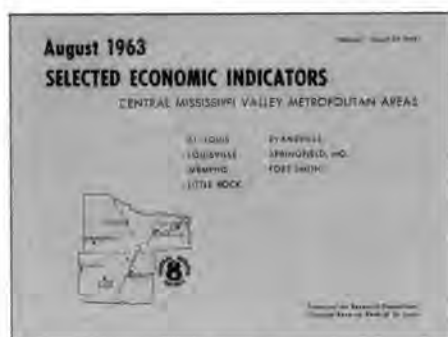 August 1963
SELECTED ECONOMIC INDICATORS
CENTRAL MISSISSIPPI VALLEY METROPOLITAN AREAS
ST. LOUIS EVANSVILLE
LOUISVILLE SPRINGFIELD, MO.
MEMPHIS FORT SMITH
LITTLE ROCK
8